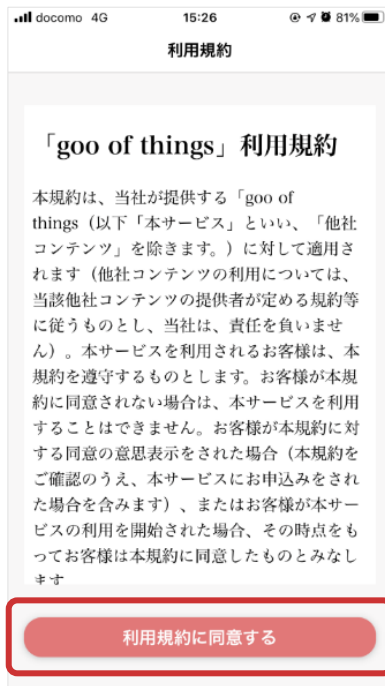 docomo 4G 15:26 81%
利用規約
「goo of things」利用規約
本規約は、当社が提供する「goo of
things（以下「本サービス」といい、「他社
コンテンツ」を除きます。）に対して適用さ
れます（他社コンテンツの利用については、
当該他社コンテンツの提供者が定める規約等
に従うものとし、当社は、責任を負いませ
ん）。本サービスを利用されるお客様は、本
規約を遵守するものとします。お客様が本規
約に同意されない場合は、本サービスを利用
することはできません。お客様が本規約に対
する同意の意思表示をされた場合（本規約を
ご確認のうえ、本サービスにお申込みをされ
た場合を含みます）、またはお客様が本サー
ビスの利用を開始された場合、その時点をも
ってお客様は本規約に同意したものとみなし
ます
利用規約に同意する